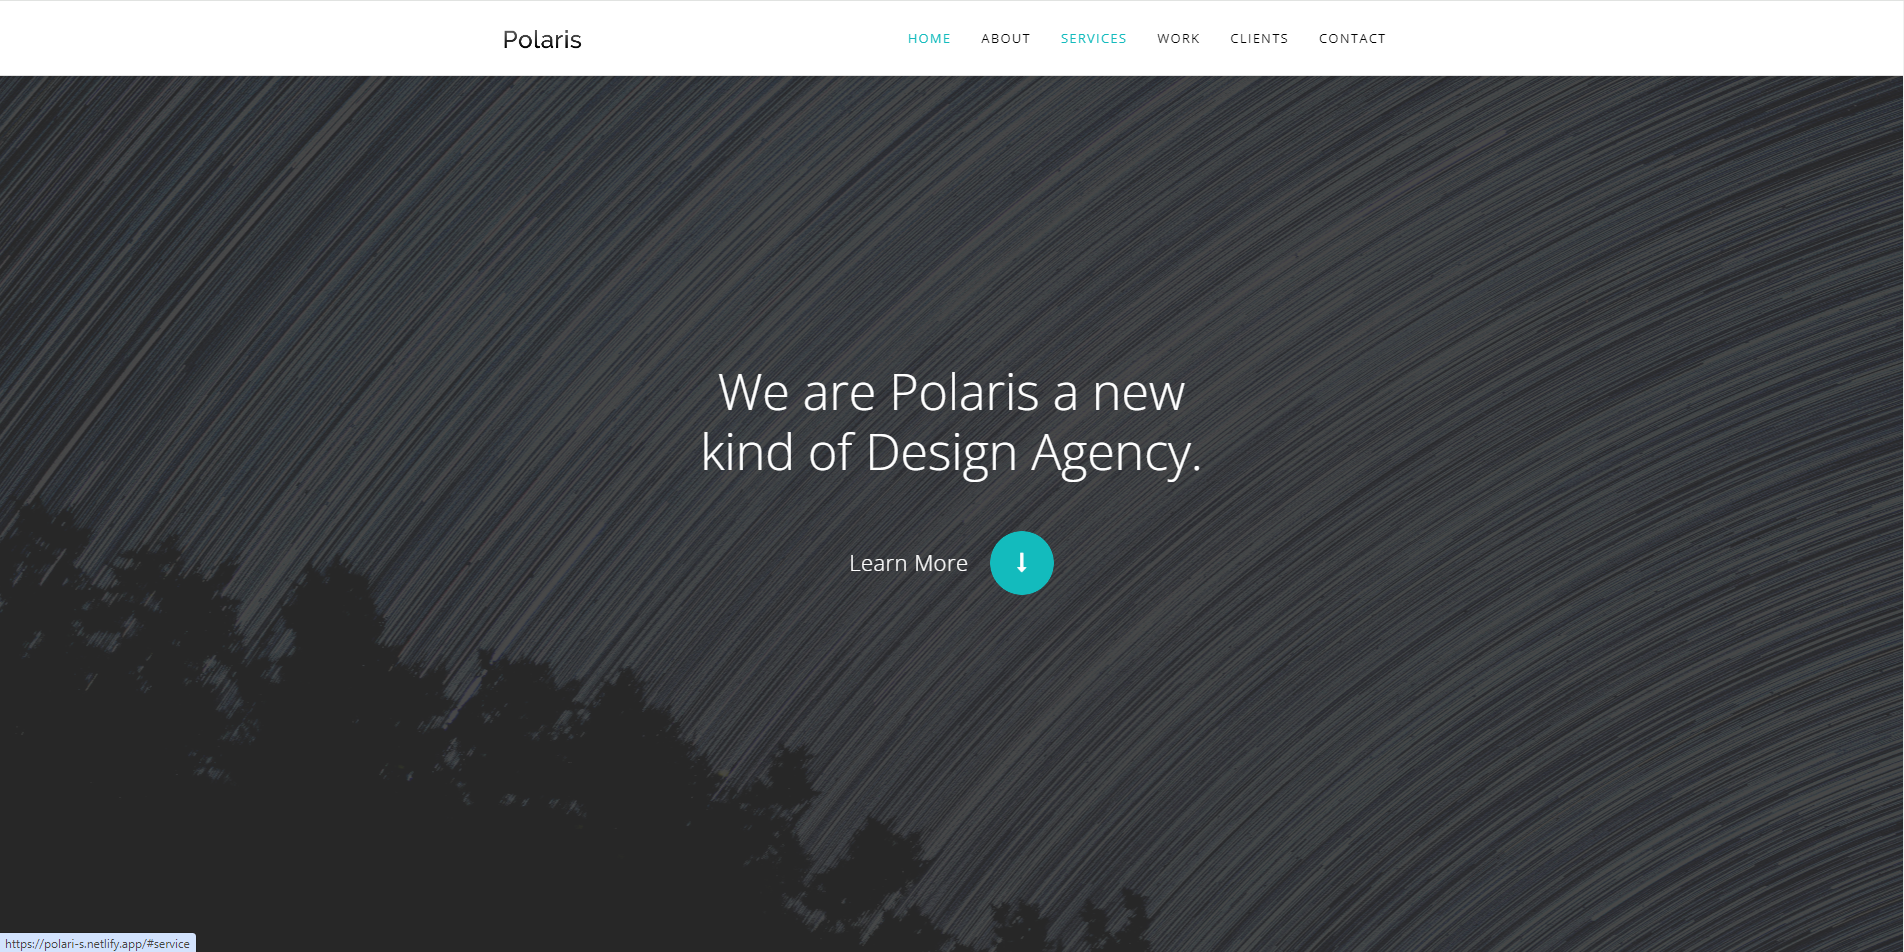 Polaris
HOME ABOUT SERVICES WORK CLIENTS CONTACT
We are Polaris a new
kind of Design Agency.
Learn More
https://polari-s.netlify.app/#service